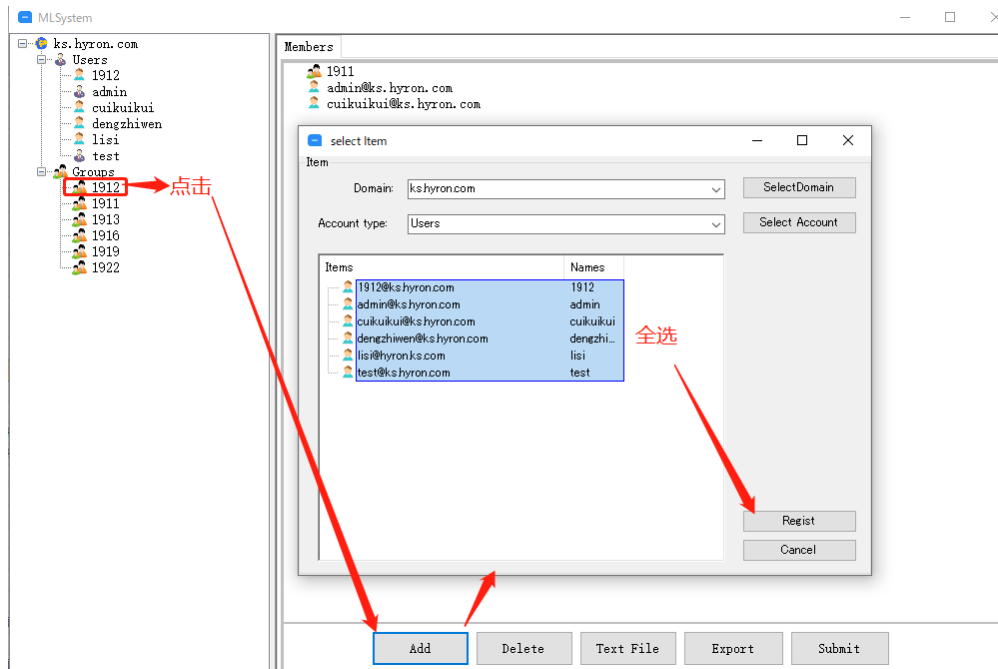 MLSystem
ks.hyron.com
Users
1912
admin
cuikuikui
dengzhiwen
lisi
test
Groups
1912
点击
1911
1913
1916
1919
1922
Members
1911
admin@ks.hyron.com
cuikuikui@ks.hyron.com
select Item
Item
Domain: ks.hyron.com SelectDomain
Account type: Users Select Account
Items Names
1912@ks.hyron.com 1912
admin@ks.hyron.com admin
cuikuikui@ks.hyron.com cuikuikui
dengzhiwen@ks.hyron.com dengzhi...
lisi@hyron.ks.com lisi
test@ks.hyron.com test
全选
Regist
Cancel
Add Delete Text File Export Submit